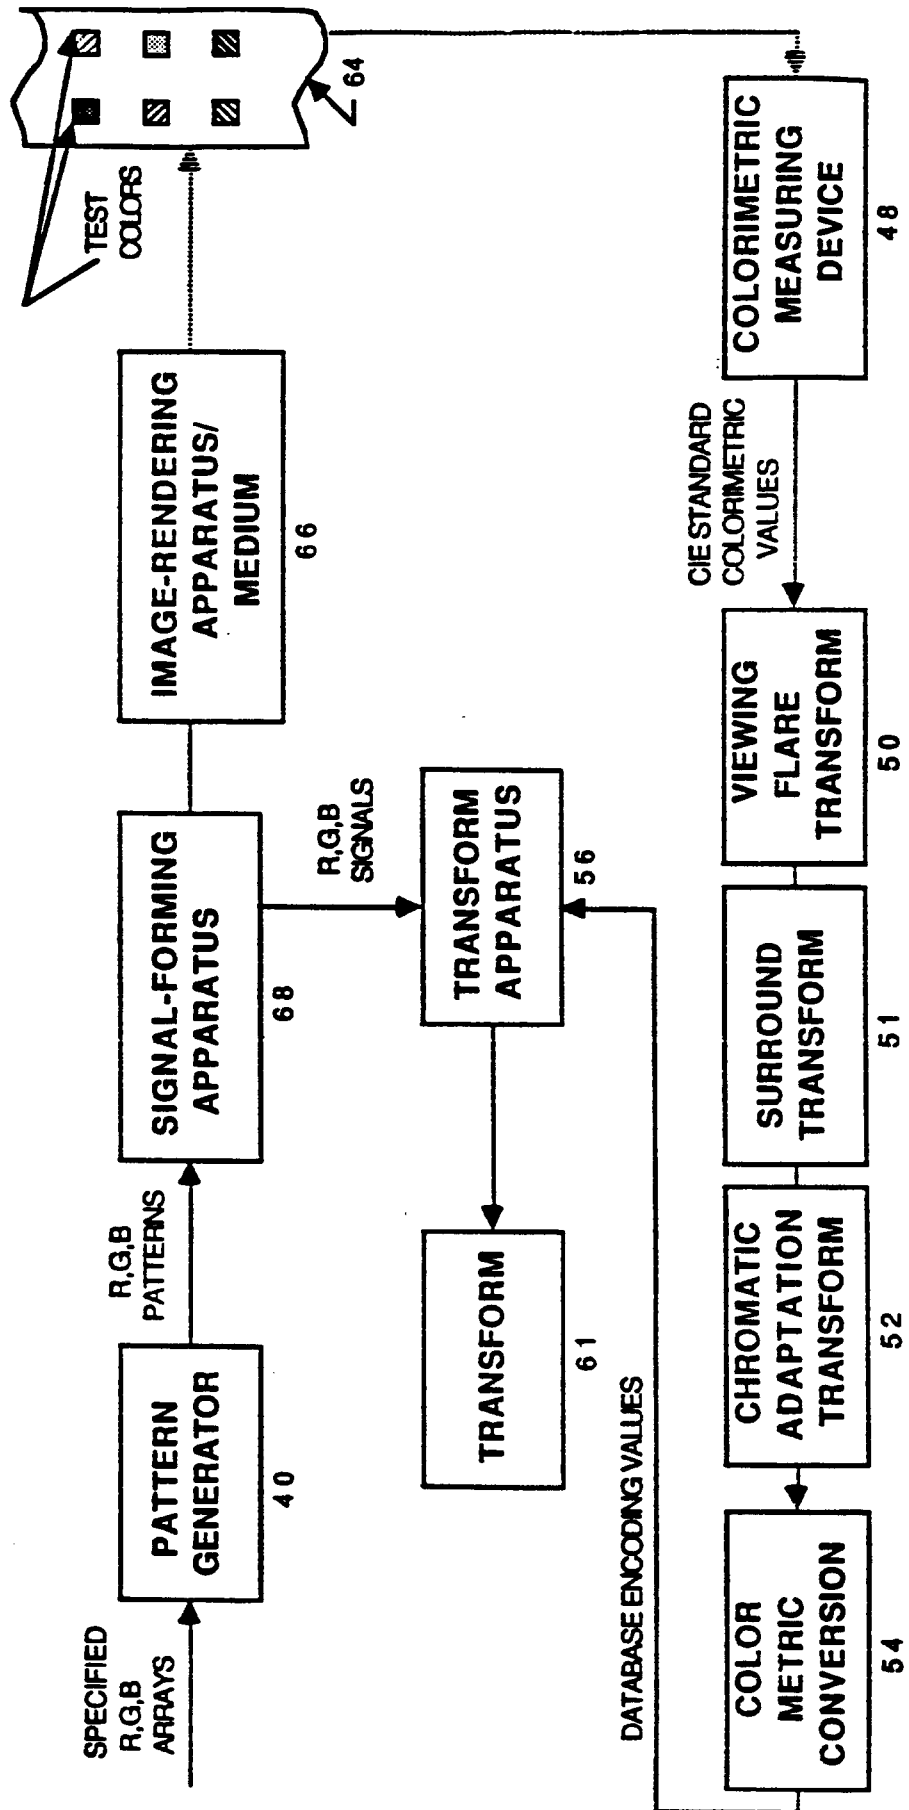 SPECIFIED
R,G,B
ARRAYS
PATTERN
GENERATOR
40
R,G,B
PATTERNS
SIGNAL-FORMING
APPARATUS
68
IMAGE-RENDERING
APPARATUS/
MEDIUM
66
TEST
COLORS
64
R,G,B
SIGNALS
TRANSFORM
APPARATUS
56
TRANSFORM
61
DATABASE ENCODING VALUES
COLORIMETRIC
MEASURING
DEVICE
48
CIE STANDARD
COLORIMETRIC
VALUES
VIEWING
FLARE
TRANSFORM
50
SURROUND
TRANSFORM
51
CHROMATIC
ADAPTATION
TRANSFORM
52
COLOR
METRIC
CONVERSION
54